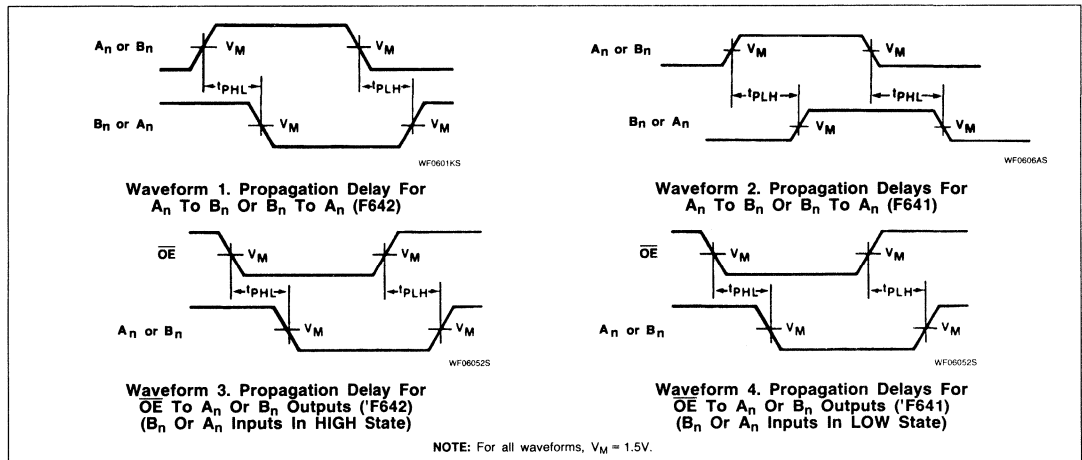 An or Bn
VM
VM
tPHL
tPLH
Bn or An
VM
VM
WF0601KS
Waveform 1. Propagation Delay For
An To Bn Or Bn To An (F642)
An or Bn
VM
VM
tPLH
tPHL
Bn or An
VM
VM
WF0606AS
Waveform 2. Propagation Delays For
An To Bn Or Bn To An (F641)
OE
VM
VM
tPHL
tPLH
An or Bn
VM
VM
WF06052S
Waveform 3. Propagation Delay For
OE To An Or Bn Outputs ('F642)
(Bn Or An Inputs In HIGH State)
OE
VM
VM
tPHL
tPLH
An or Bn
VM
VM
WF06052S
Waveform 4. Propagation Delays For
OE To An Or Bn Outputs ('F641)
(Bn Or An Inputs In LOW State)
NOTE: For all waveforms, VM = 1.5V.